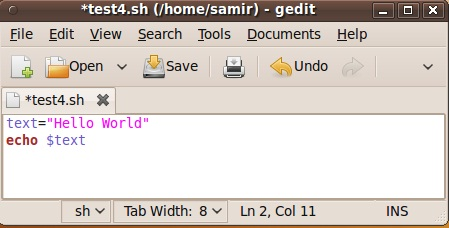 *test4.sh (/home/samir) - gedit
File Edit View Search Tools Documents Help
Open Save Undo
*test4.sh
text="Hello World"
echo $text
sh Tab Width: 8 Ln 2, Col 11 INS